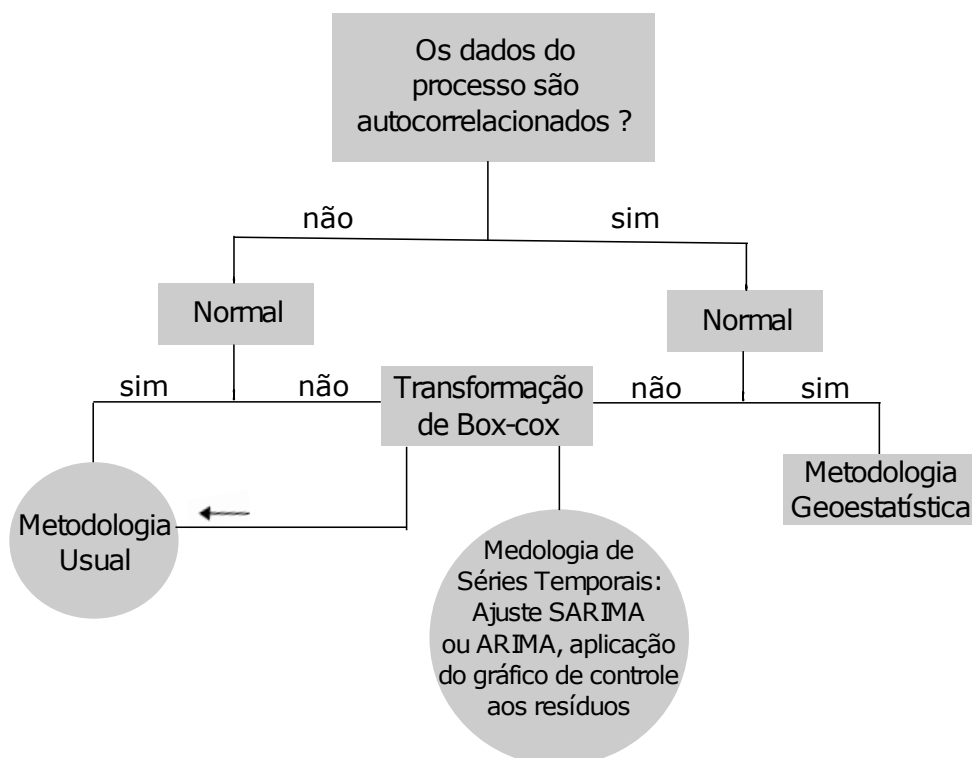 Os dados do
processo são
autocorrelacionados ?
não
sim
Normal
Normal
sim
não
Transformação
de Box-cox
não
sim
Metodologia
Usual
Metodologia
Geoestatística
Medologia de
Séries Temporais:
Ajuste SARIMA
ou ARIMA, aplicação
do gráfico de controle
aos resíduos